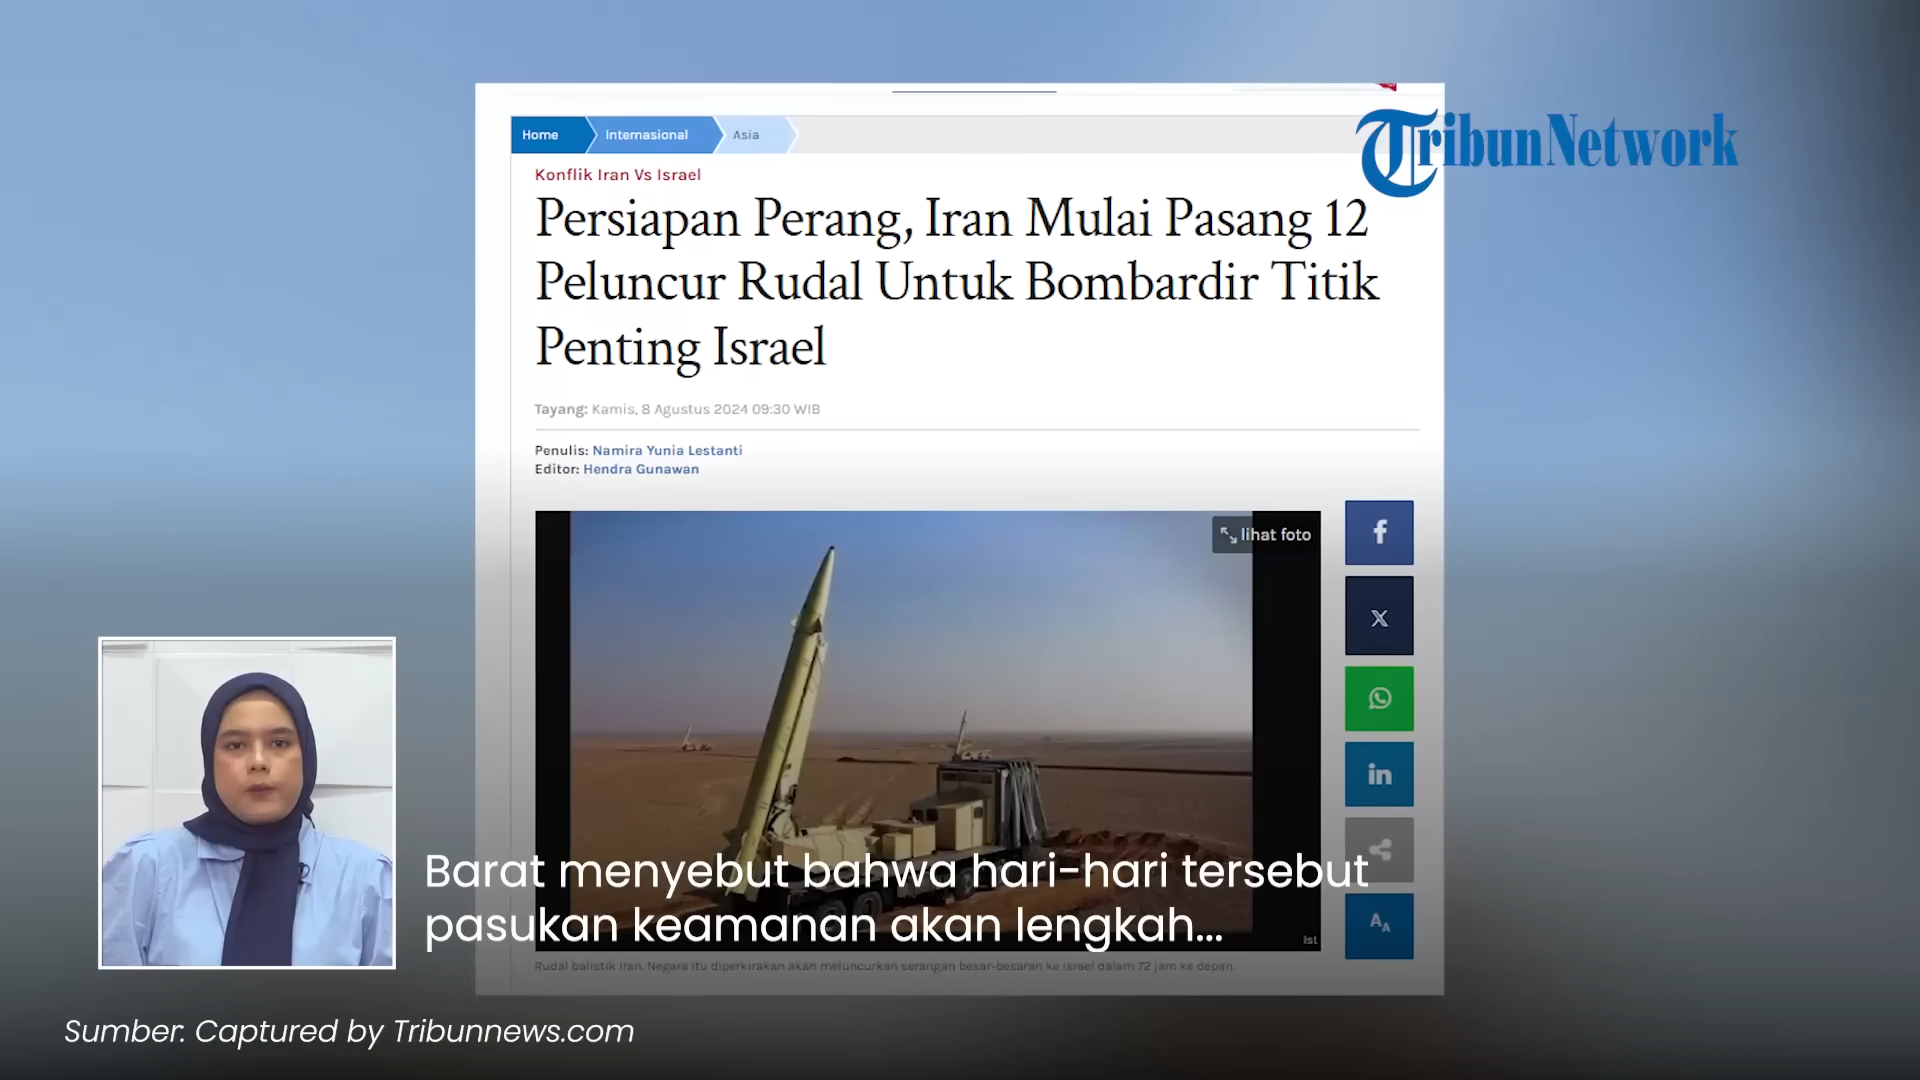 TribunNetwork
Home
Internasional
Asia
Konflik Iran Vs Israel
Persiapan Perang, Iran Mulai Pasang 12
Peluncur Rudal Untuk Bombardir Titik
Penting Israel
Tayang: Kamis, 8 Agustus 2024 09:30 WIB
Penulis: Namira Yunia Lestanti
Editor: Hendra Gunawan
lihat foto
Barat menyebut bahwa hari-hari tersebut
pasukan keamanan akan lengkah...
Ist
AA
Rudal balistik Iran. Negara itu diperkirakan akan meluncurkan serangan besar-besaran ke Israel dalam 72 jam ke depan.
Sumber: Captured by Tribunnews.com